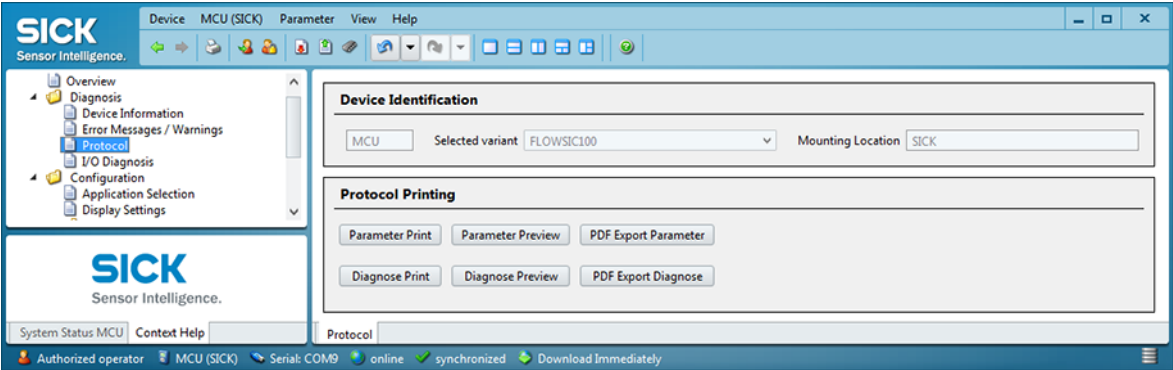 SICK
Sensor Intelligence.
Device MCU (SICK) Parameter View Help
Overview
Diagnosis
Device Information
Error Messages / Warnings
Protocol
I/O Diagnosis
Configuration
Application Selection
Display Settings
SICK
Sensor Intelligence.
System Status MCU Context Help
Device Identification
MCU Selected variant FLOWSIC100 Mounting Location SICK
Protocol Printing
Parameter Print Parameter Preview PDF Export Parameter
Diagnose Print Diagnose Preview PDF Export Diagnose
Protocol
Authorized operator MCU (SICK) Serial: COM9 online synchronized Download Immediately